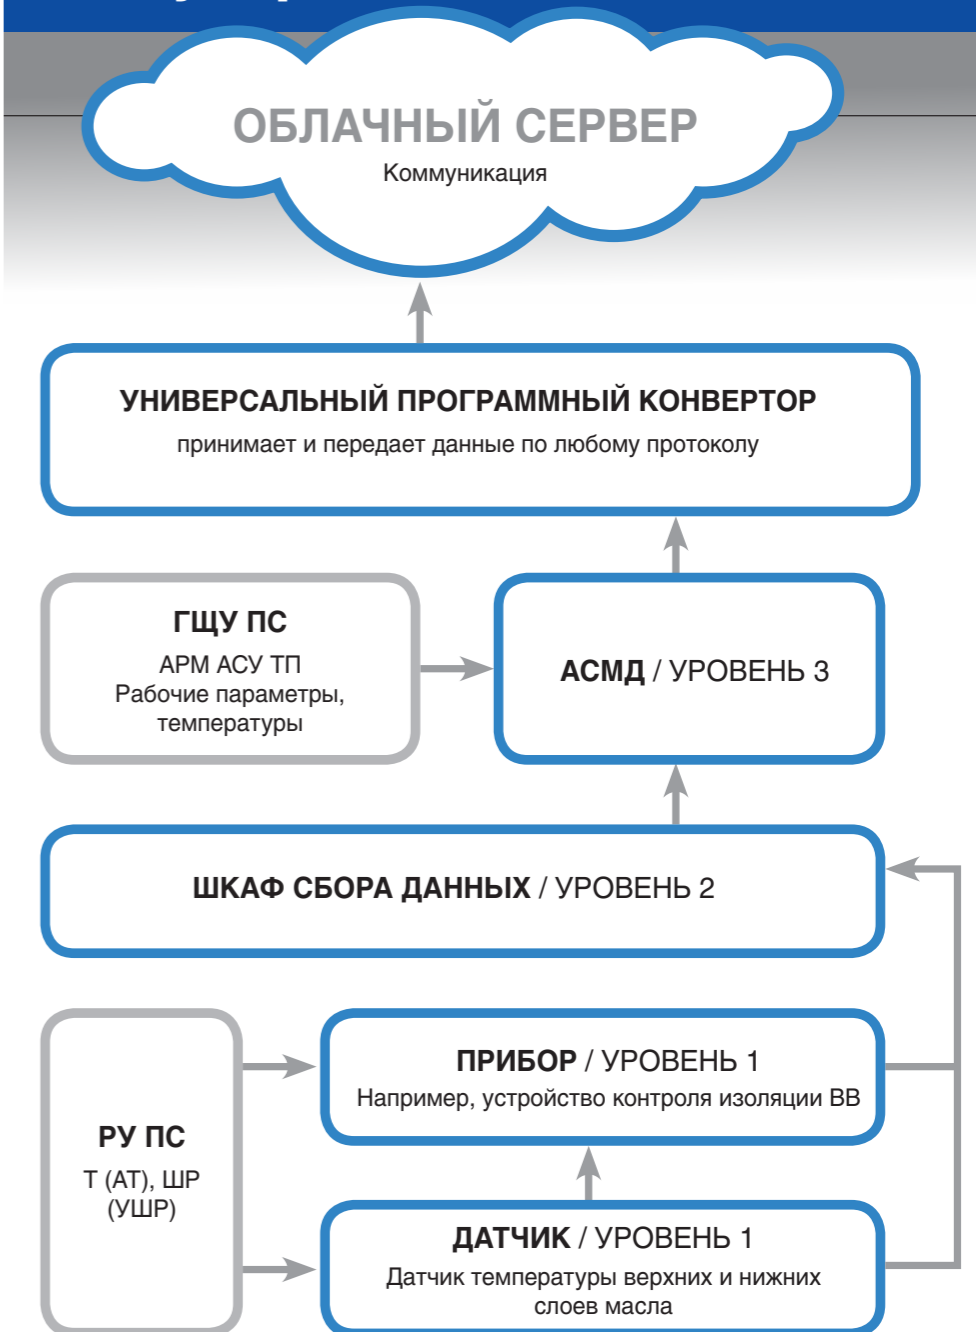 ОБЛАЧНЫЙ СЕРВЕР
Коммуникация
УНИВЕРСАЛЬНЫЙ ПРОГРАММНЫЙ КОНВЕРТОР
принимает и передает данные по любому протоколу
ГЩУ ПС
АРМ АСУ ТП
Рабочие параметры,
температуры
АСМД / УРОВЕНЬ 3
ШКАФ СБОРА ДАННЫХ / УРОВЕНЬ 2
РУ ПС
Т (АТ), ШР
(УШР)
ПРИБОР / УРОВЕНЬ 1
Например, устройство контроля изоляции ВВ
ДАТЧИК / УРОВЕНЬ 1
Датчик температуры верхних и нижних
слоев масла